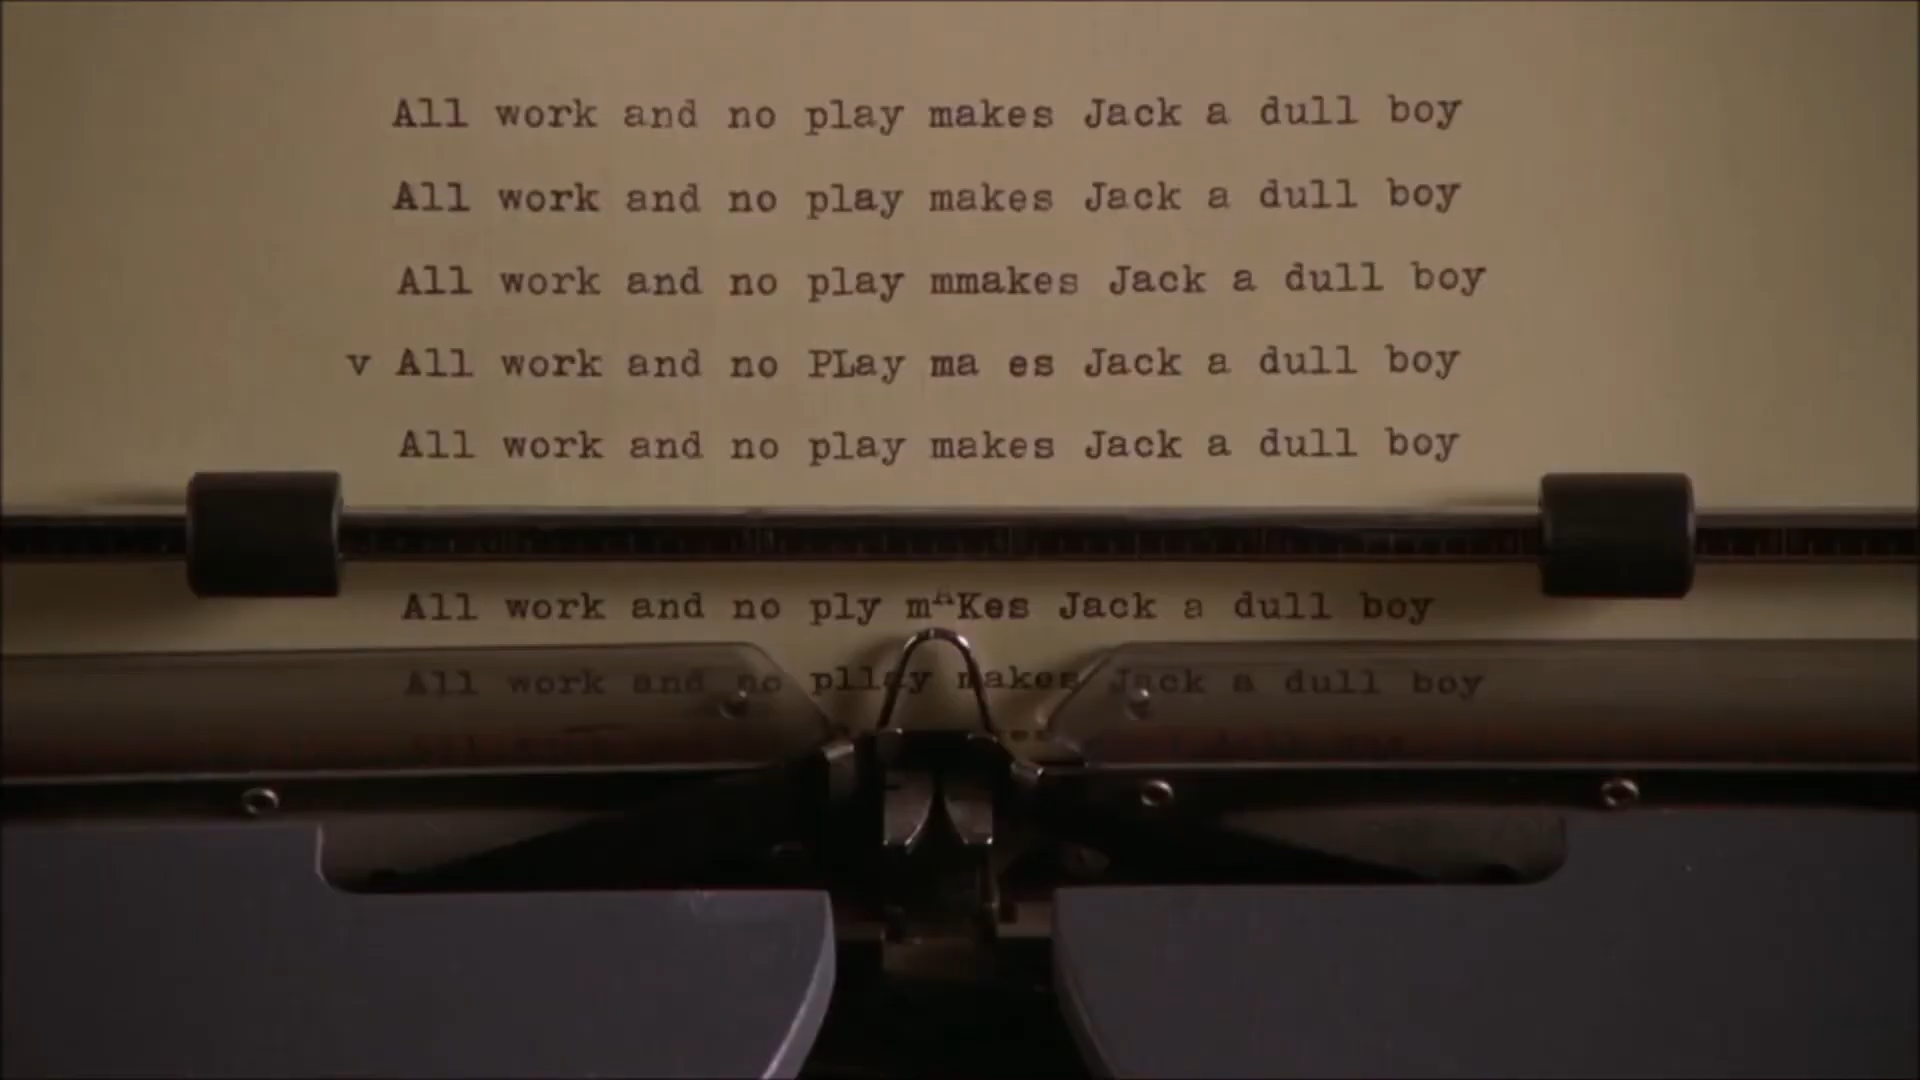 All work and no play makes Jack a dull boy
All work and no play makes Jack a dull boy
All work and no play mmakes Jack a dull boy
v All work and no PLay ma es Jack a dull boy
All work and no play makes Jack a dull boy
All work and no ply mAKes Jack a dull boy
All work and no pllay makes Jack a dull boy